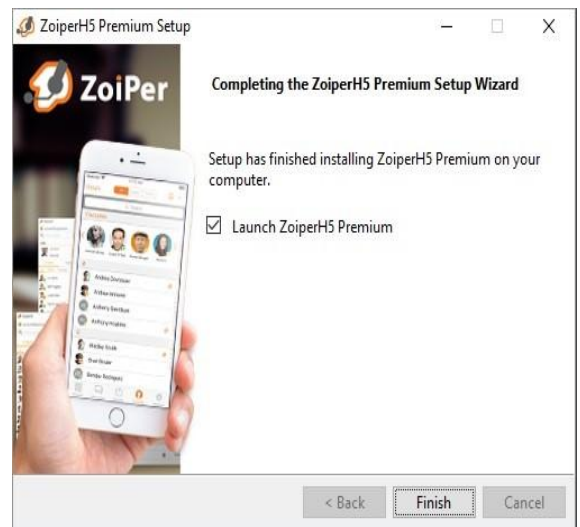 ZoiperH5 Premium Setup
ZoiPer
Completing the ZoiperH5 Premium Setup Wizard
Setup has finished installing ZoiperH5 Premium on your
computer.
Launch ZoiperH5 Premium
< Back
Finish
Cancel